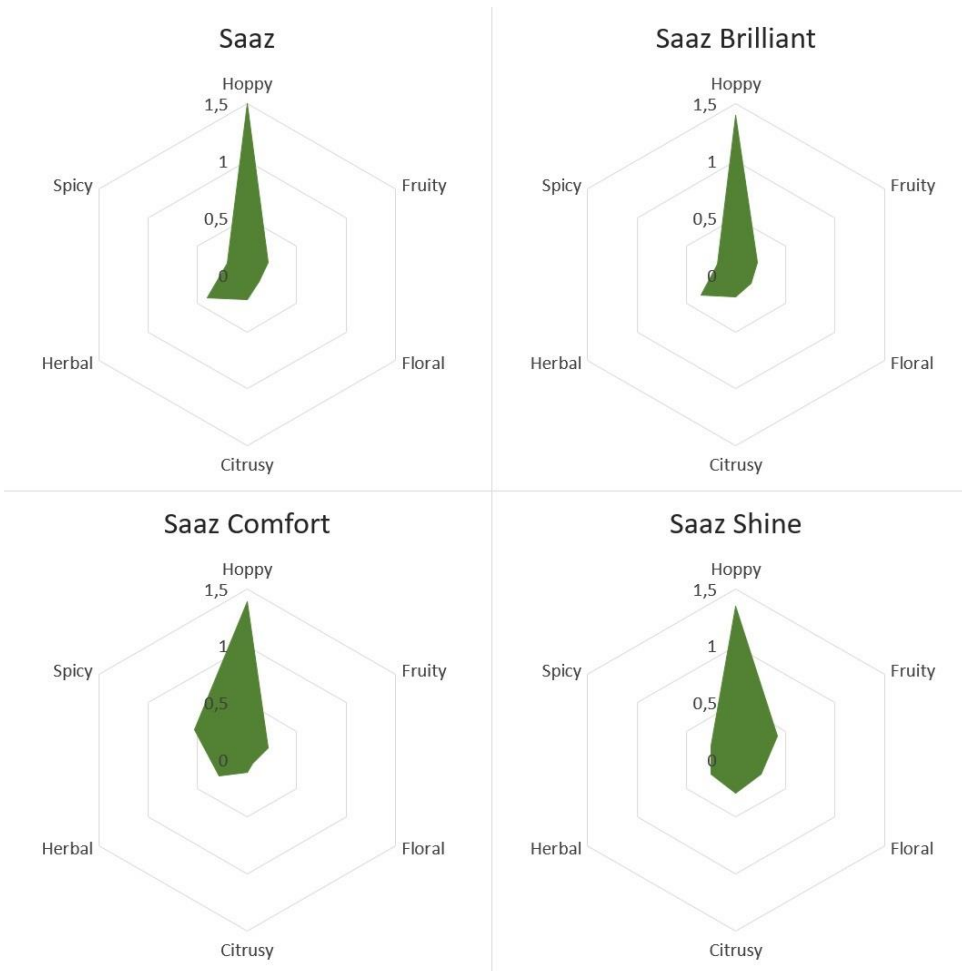 Saaz
Hoppy
1,5
1
0,5
0
Spicy
Fruity
Herbal
Floral
Citrusy
Saaz Brilliant
Hoppy
1,5
1
0,5
0
Spicy
Fruity
Herbal
Floral
Citrusy
Saaz Comfort
Hoppy
1,5
1
0,5
0
Spicy
Fruity
Herbal
Floral
Citrusy
Saaz Shine
Hoppy
1,5
1
0,5
0
Spicy
Fruity
Herbal
Floral
Citrusy